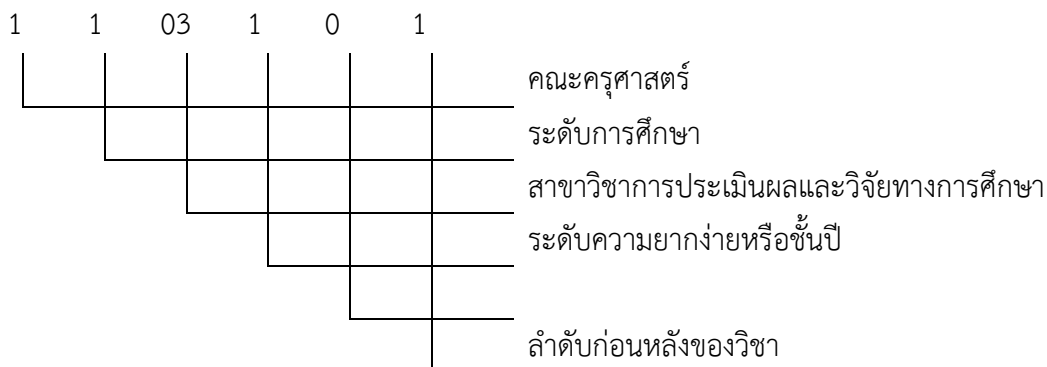 1 1 03 1 0 1
คณะครุศาสตร์
ระดับการศึกษา
สาขาวิชาการประเมินผลและวิจัยทางการศึกษา
ระดับความยากง่ายหรือชั้นปี
ลำดับก่อนหลังของวิชา